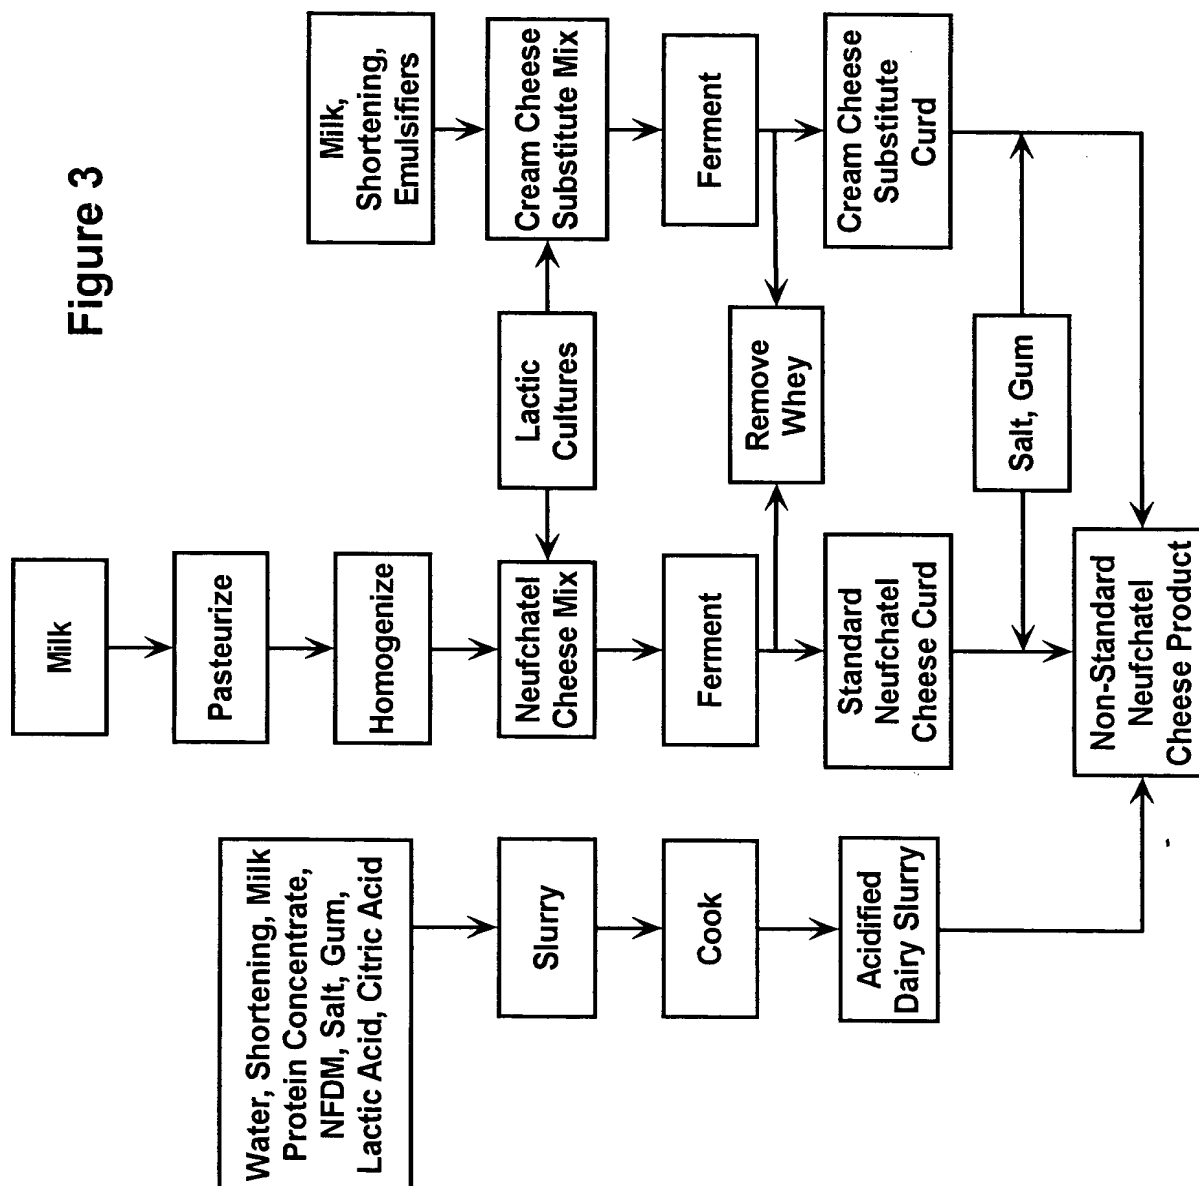 Figure 3
Water, Shortening, Milk
Protein Concentrate,
NFDM, Salt, Gum,
Lactic Acid, Citric Acid
Slurry
Cook
Acidified
Dairy Slurry
Milk
Pasteurize
Homogenize
Neufchatel
Cheese Mix
Ferment
Standard
Neufchatel
Cheese Curd
Non-Standard
Neufchatel
Cheese Product
Lactic
Cultures
Remove
Whey
Salt, Gum
Milk,
Shortening,
Emulsifiers
Cream Cheese
Substitute Mix
Ferment
Cream Cheese
Substitute
Curd